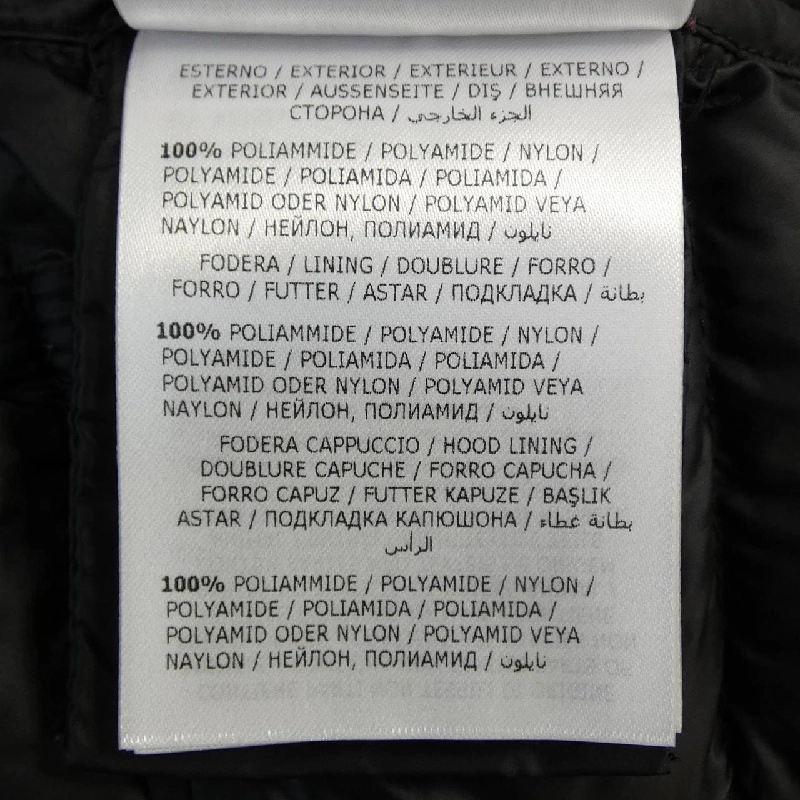 ESTERNO / EXTERIOR / EXTERIEUR / EXTERNO /
EXTERIOR / AUSSENSEITE / DIŞ / ВНЕШНЯЯ
СТОРОНА / الجزء الخارجي
100% POLIAMMIDE / POLYAMIDE / NYLON /
POLYAMIDE / POLIAMIDA / POLIAMIDA /
POLYAMID ODER NYLON / POLYAMID VEYA
NAYLON / НЕЙЛОН, ПОЛИАМИД / نايلون
FODERA / LINING / DOUBLURE / FORRO /
FORRO / FUTTER / ASTAR / ПОДКЛАДКА / بطانة
100% POLIAMMIDE / POLYAMIDE / NYLON /
POLYAMIDE / POLIAMIDA / POLIAMIDA /
POLYAMID ODER NYLON / POLYAMID VEYA
NAYLON / НЕЙЛОН, ПОЛИАМИД / نايلون
FODERA CAPPUCCIO / HOOD LINING /
DOUBLURE CAPUCHE / FORRO CAPUCHA /
FORRO CAPUZ / FUTTER KAPUZE / BAŞLIK
ASTAR / ПОДКЛАДКА КАПЮШОНА / بطانة غطاء
الرأس
100% POLIAMMIDE / POLYAMIDE / NYLON /
POLYAMIDE / POLIAMIDA / POLIAMIDA /
POLYAMID ODER NYLON / POLYAMID VEYA
NAYLON / НЕЙЛОН, ПОЛИАМИД / نايلون